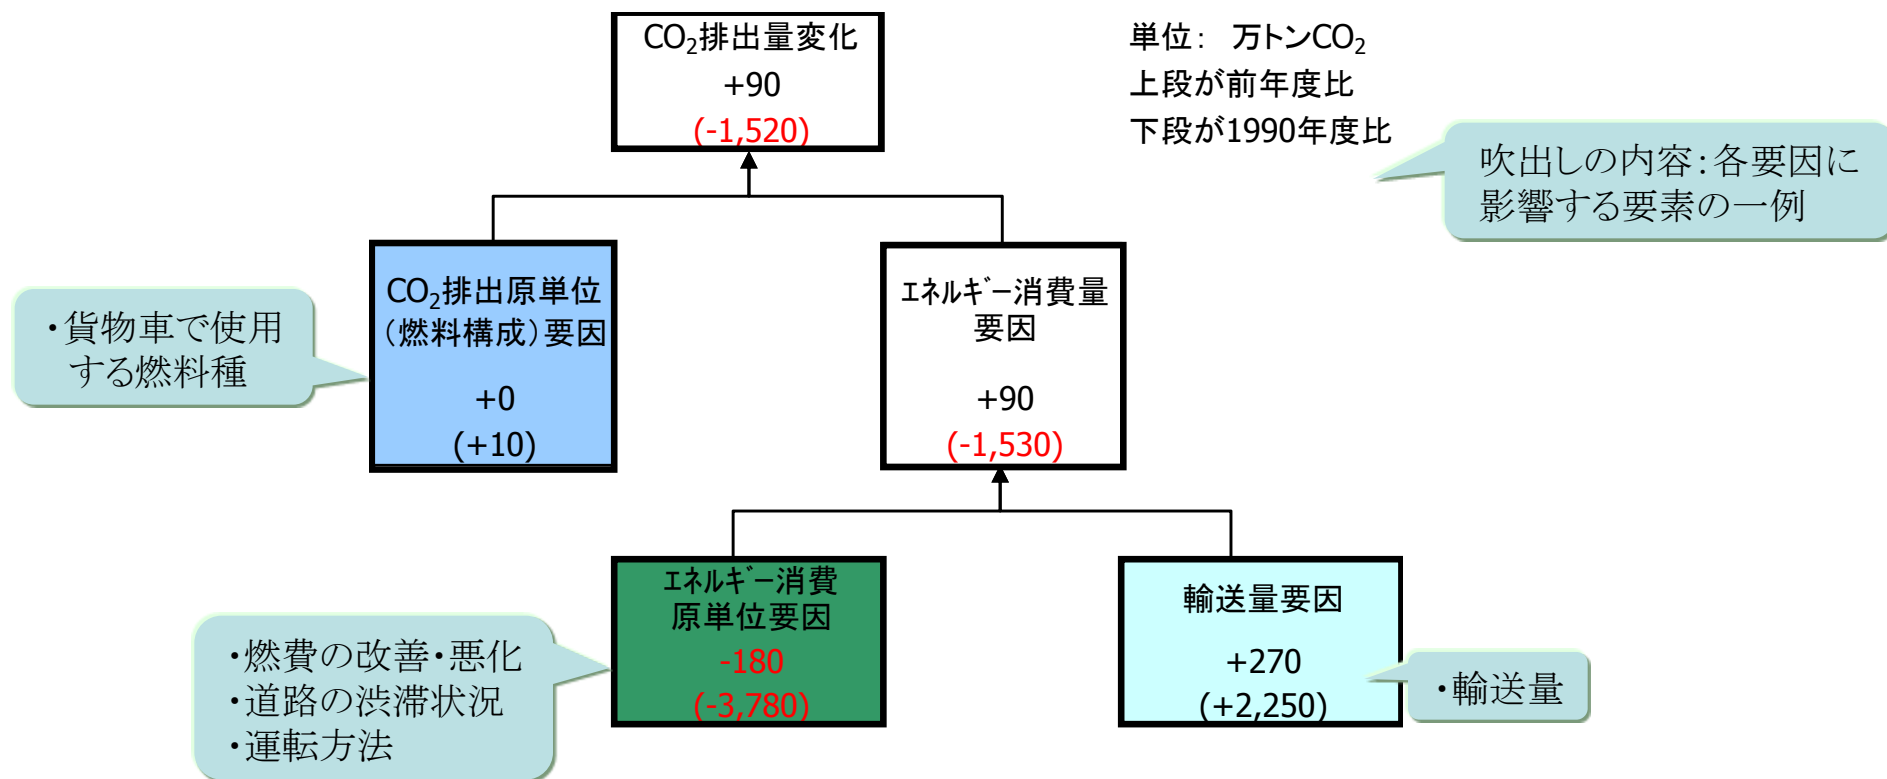 CO₂排出量変化
+90
(-1,520)
単位： 万トンCO₂
上段が前年度比
下段が1990年度比
吹出しの内容：各要因に
影響する要素の一例
・貨物車で使用
する燃料種
CO₂排出原単位
（燃料構成）要因
+0
(+10)
ｴﾈﾙｷﾞｰ消費量
要因
+90
(-1,530)
・燃費の改善・悪化
・道路の渋滞状況
・運転方法
ｴﾈﾙｷﾞｰ消費
原単位要因
-180
(-3,780)
輸送量要因
+270
(+2,250)
・輸送量